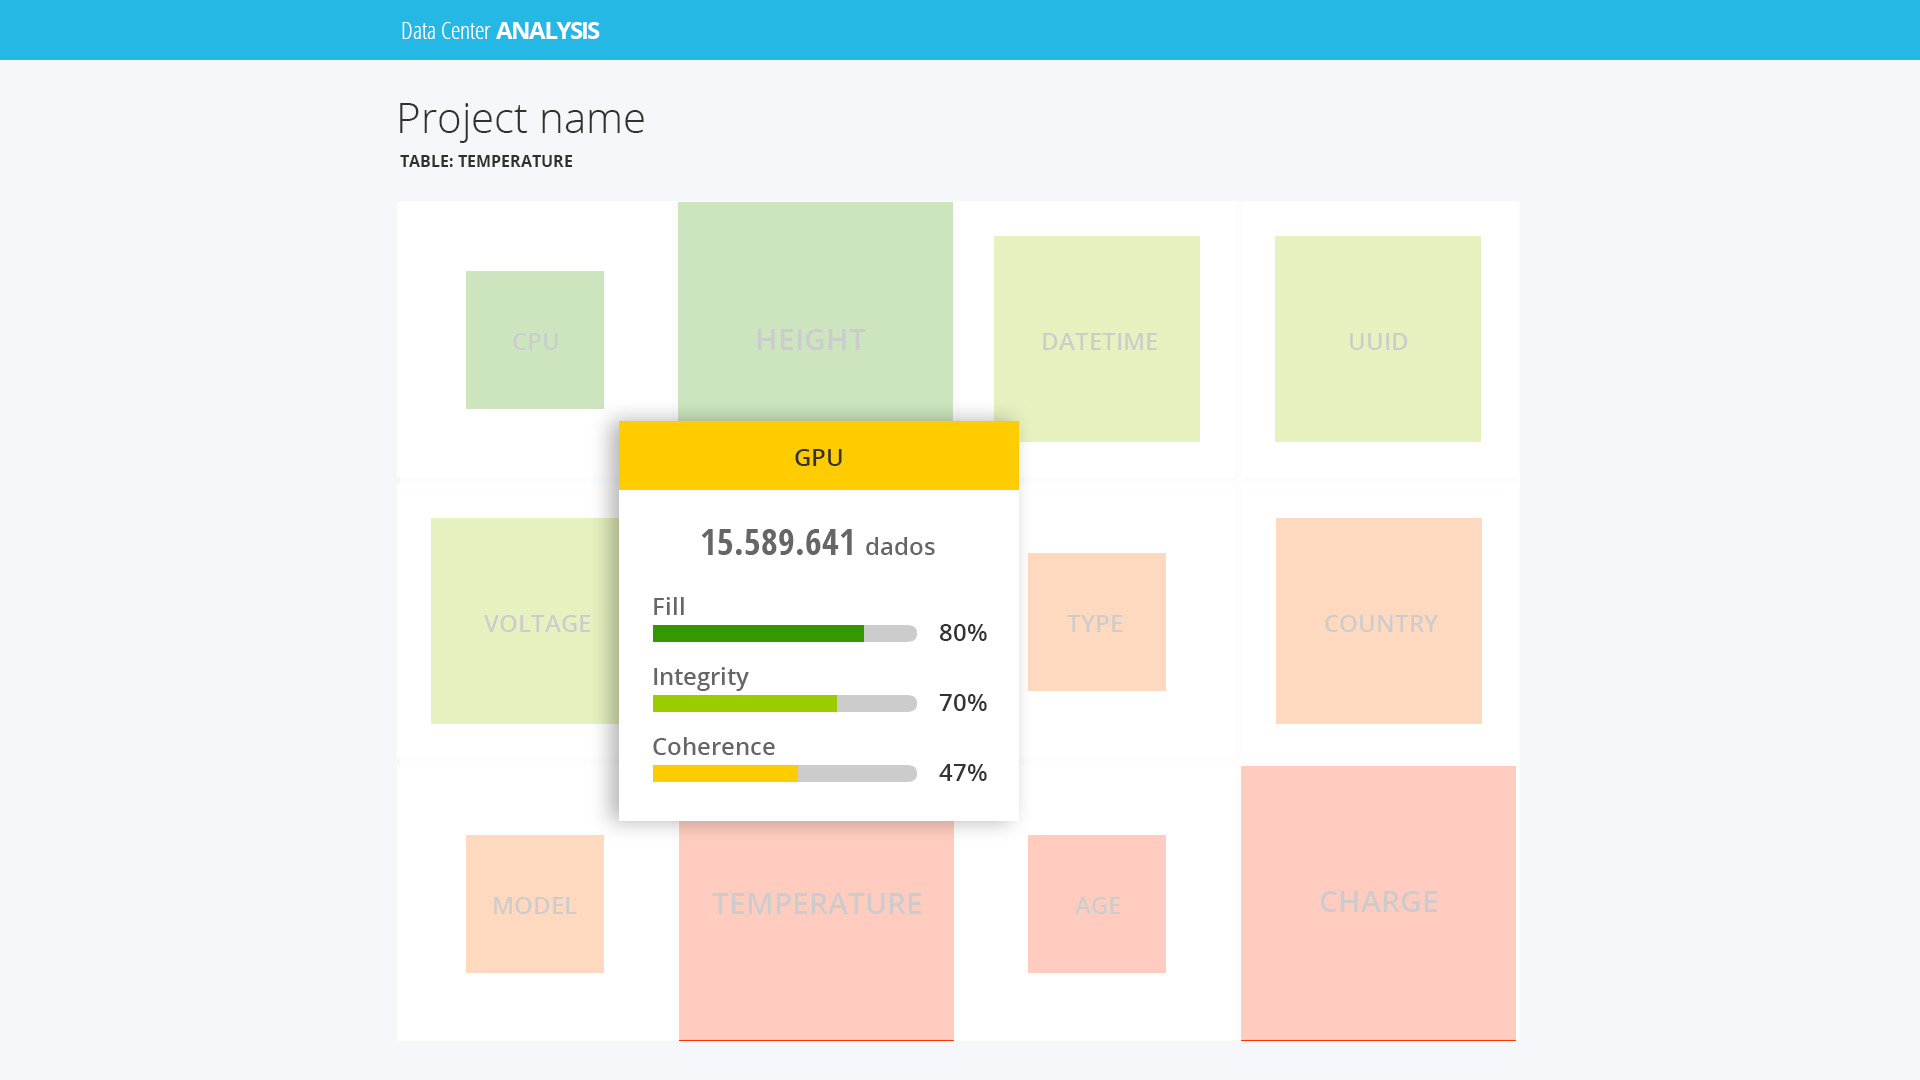 Data Center ANALYSIS
Project name
TABLE: TEMPERATURE
CPU
HEIGHT
DATETIME
UUID
GPU
15.589.641 dados
Fill
80%
Integrity
70%
Coherence
47%
VOLTAGE
TYPE
COUNTRY
MODEL
TEMPERATURE
AGE
CHARGE